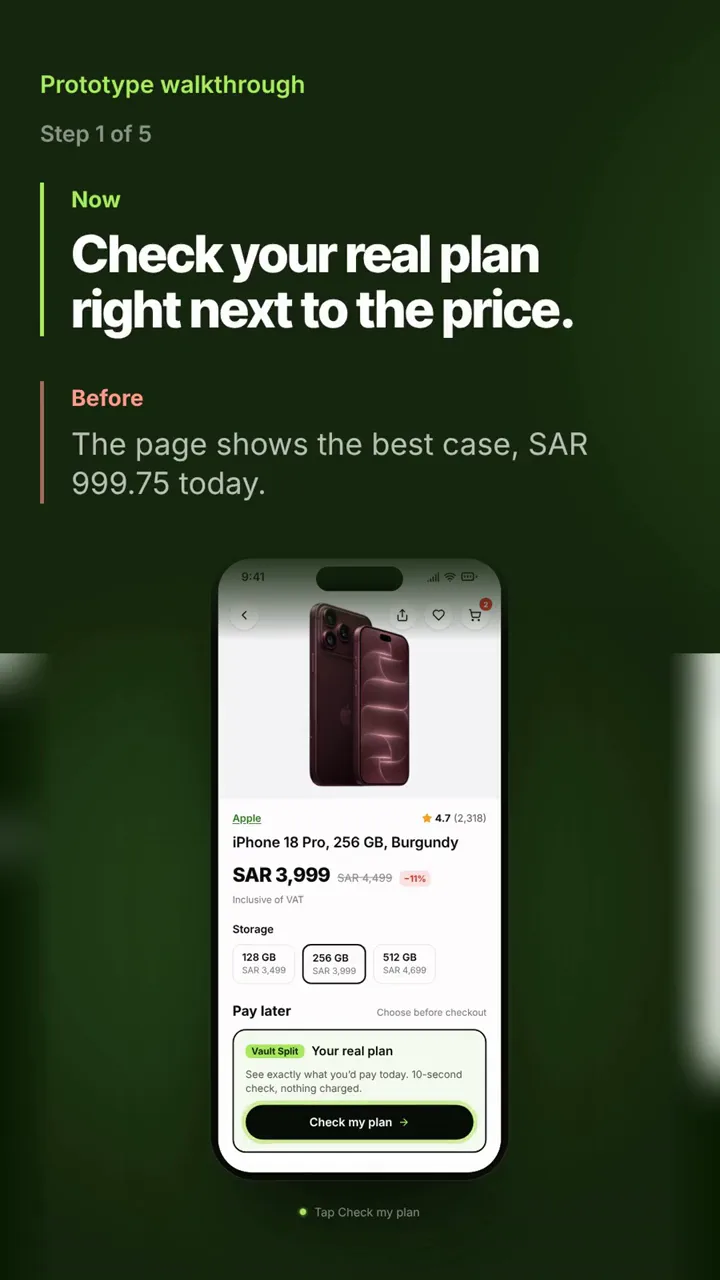 Prototype walkthrough
Step 1 of 5
Now
Check your real plan
right next to the price.
Before
The page shows the best case, SAR
999.75 today.
9:41
2
Apple
4.7 (2,318)
iPhone 18 Pro, 256 GB, Burgundy
SAR 3,999 SAR 4,499 −11%
Inclusive of VAT
Storage
128 GB 256 GB 512 GB
SAR 3,499 SAR 3,999 SAR 4,699
Pay later Choose before checkout
Vault Split Your real plan
See exactly what you'd pay today. 10-second
check, nothing charged.
Check my plan →
Tap Check my plan